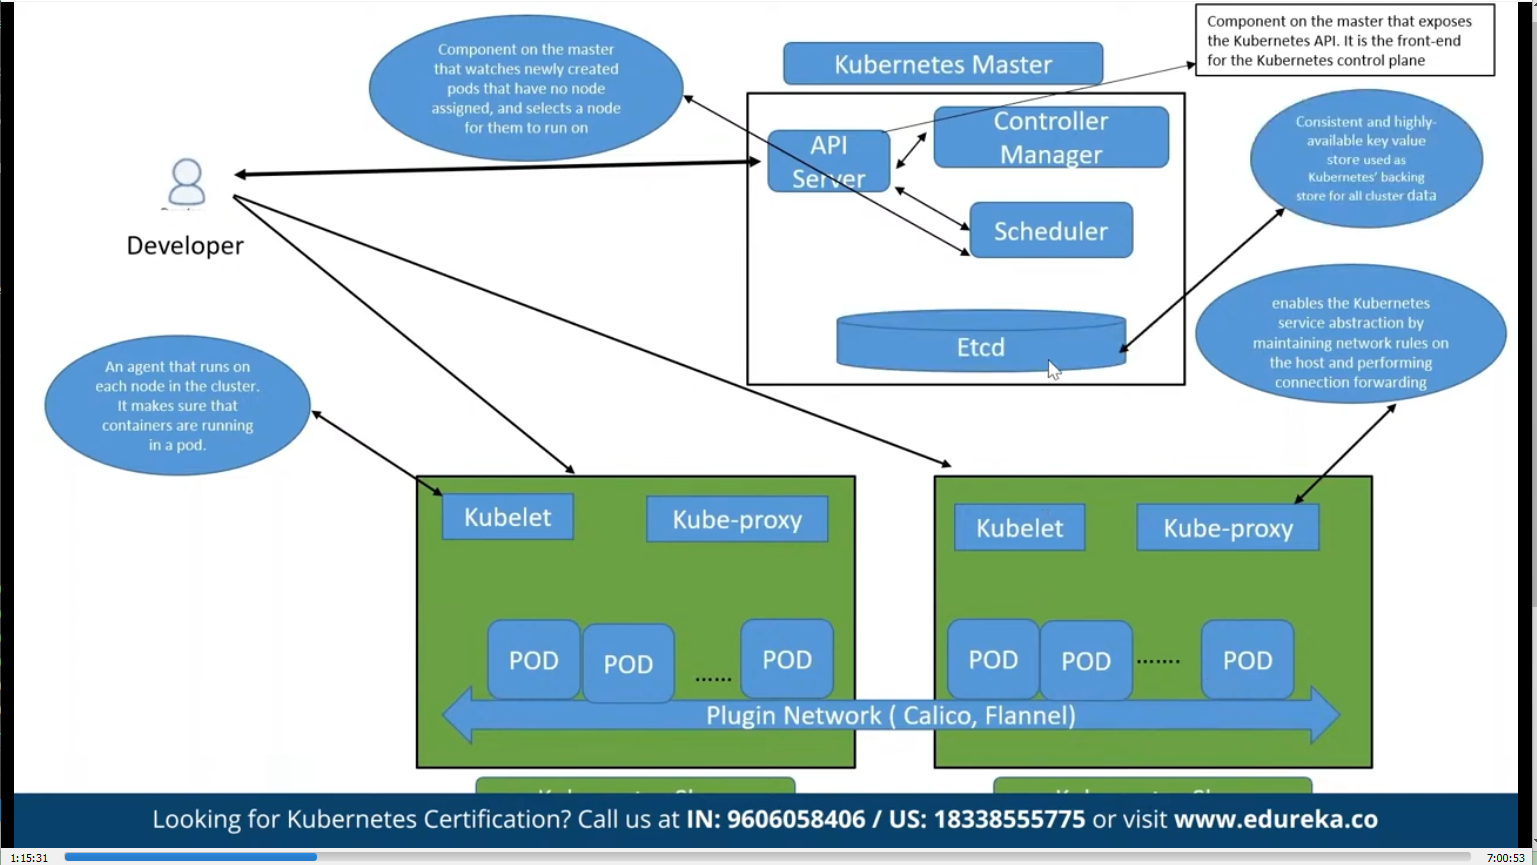 Component on the master
that watches newly created
pods that have no node
assigned, and selects a node
for them to run on
Kubernetes Master
Component on the master that exposes
the Kubernetes API. It is the front-end
for the Kubernetes control plane
API
Server
Controller
Manager
Scheduler
Etcd
Consistent and highly-
available key value
store used as
Kubernetes’ backing
store for all cluster data
Developer
enables the Kubernetes
service abstraction by
maintaining network rules on
the host and performing
connection forwarding
An agent that runs on
each node in the cluster.
It makes sure that
containers are running
in a pod.
Kubelet
Kube-proxy
Kubelet
Kube-proxy
POD
POD
......
POD
POD
POD
.......
POD
Plugin Network ( Calico, Flannel)
Looking for Kubernetes Certification? Call us at IN: 9606058406 / US: 18338555775 or visit www.edureka.co
1:15:31
7:00:53